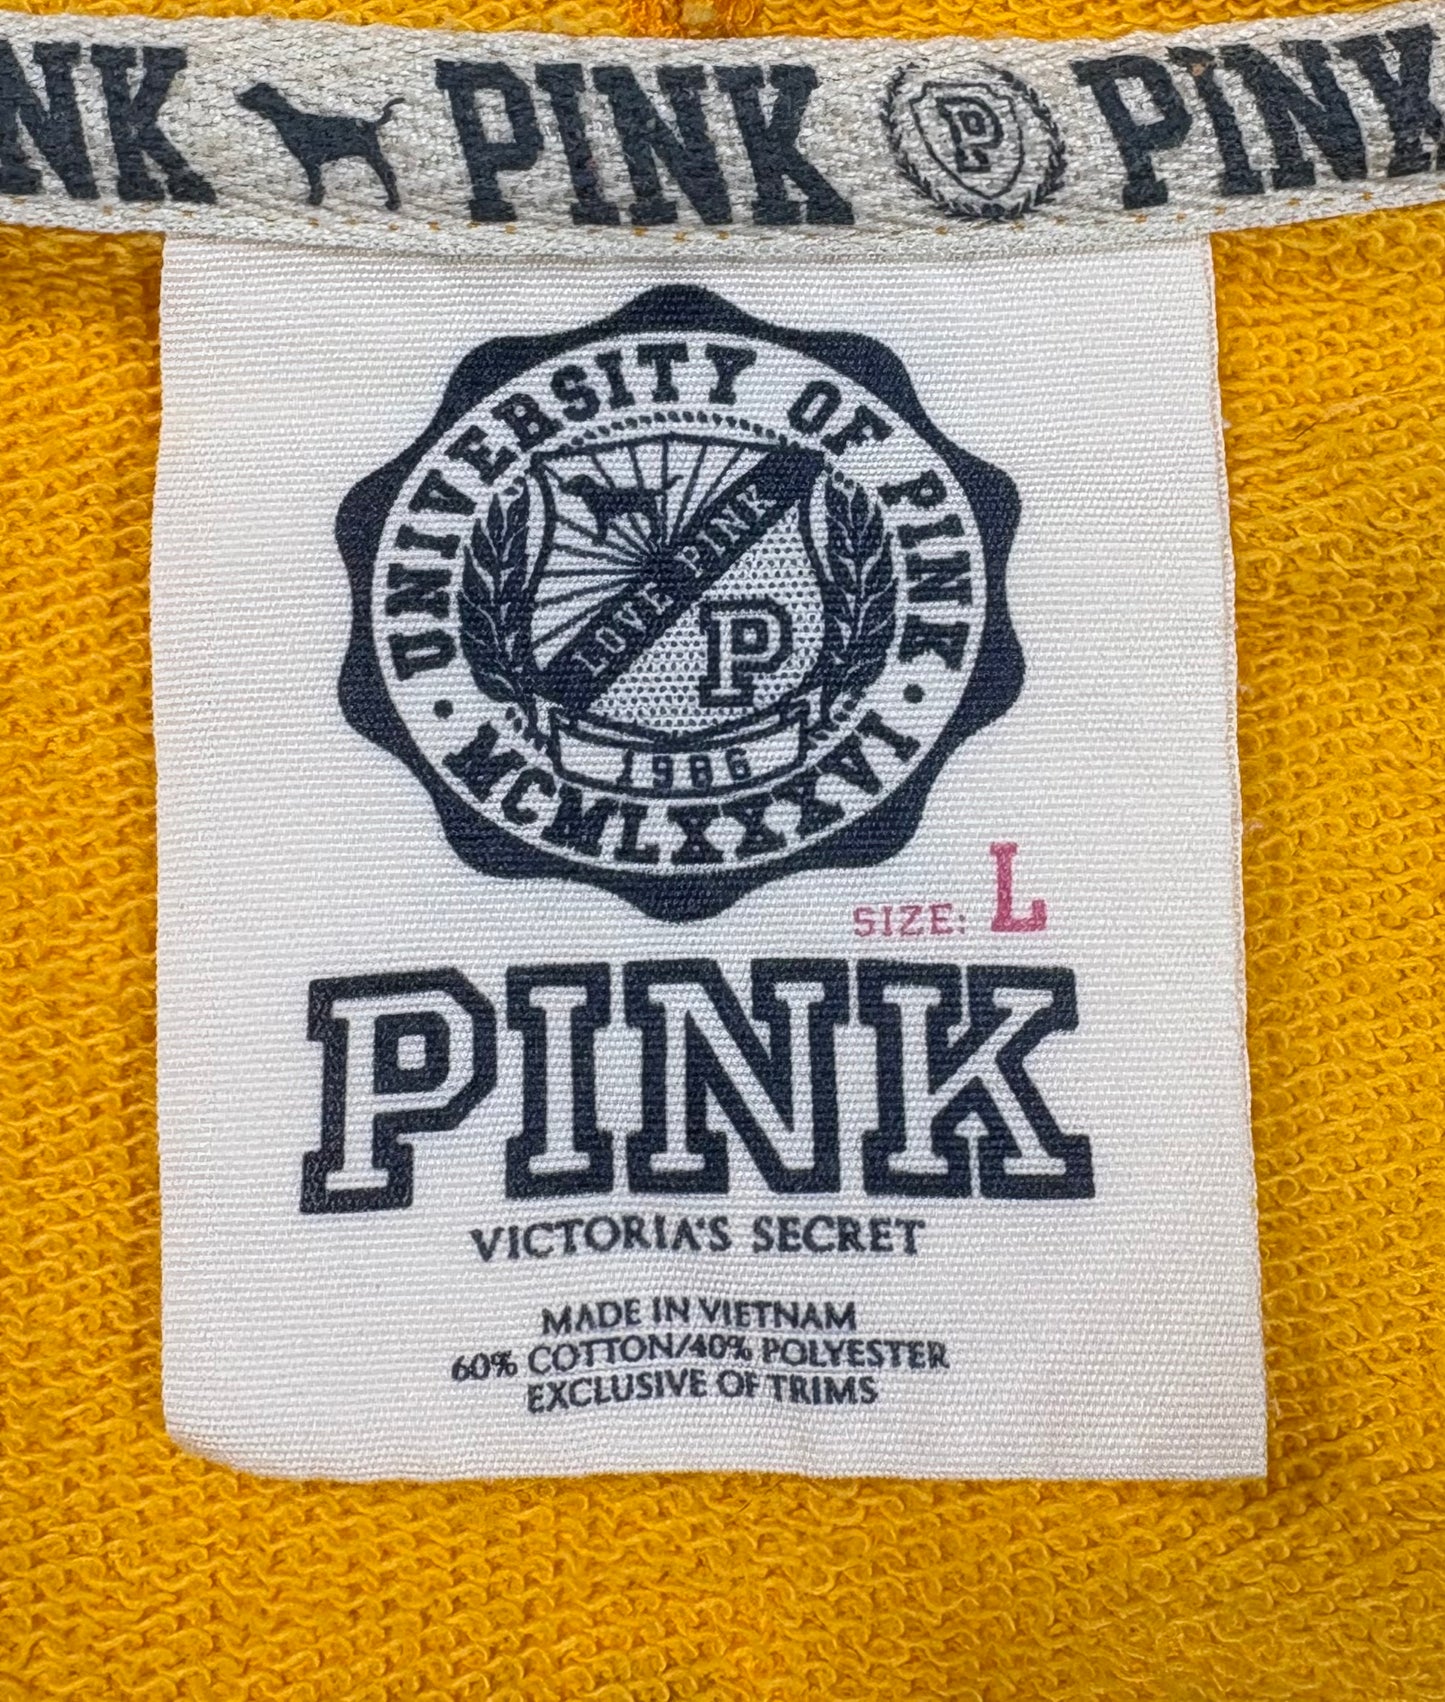 NK PINK P PINK
UNIVERSITY OF PINK
LOVE PINK
P
1986
• MCMLXXXVI •
SIZE: L
PINK
VICTORIA'S SECRET
MADE IN VIETNAM
60% COTTON/40% POLYESTER
EXCLUSIVE OF TRIMS